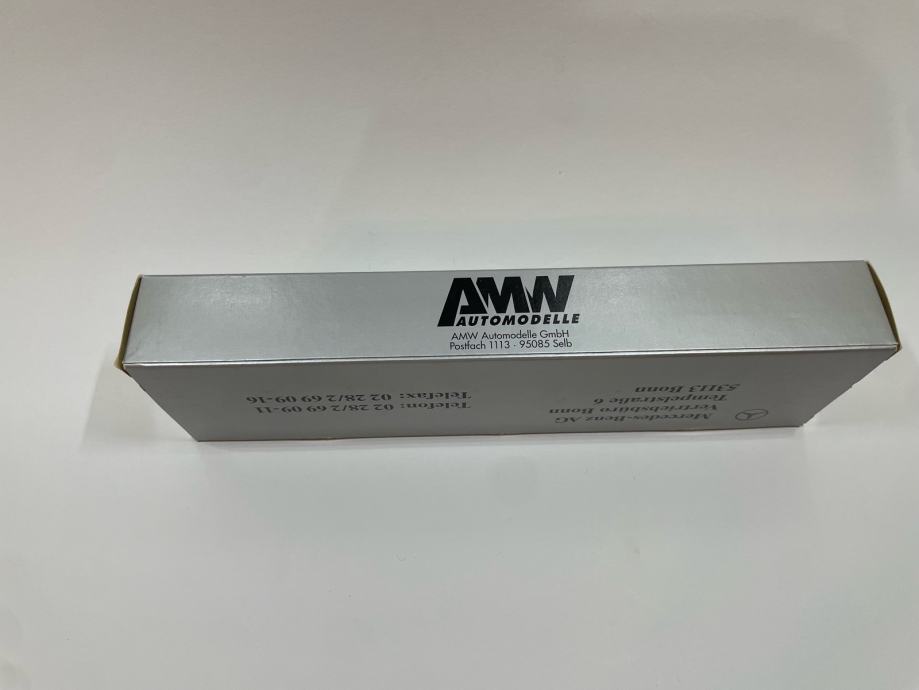 AMW
AUTOMODELLE
AMW Automodelle GmbH
Postfach 1113 · 95085 Selb
Mercedes-Benz AG
Vertriebsbüro Bonn
Tempelstraße 6
53113 Bonn
Telefon: 02 28/2 69 09-11
Telefax: 02 28/2 69 09-16